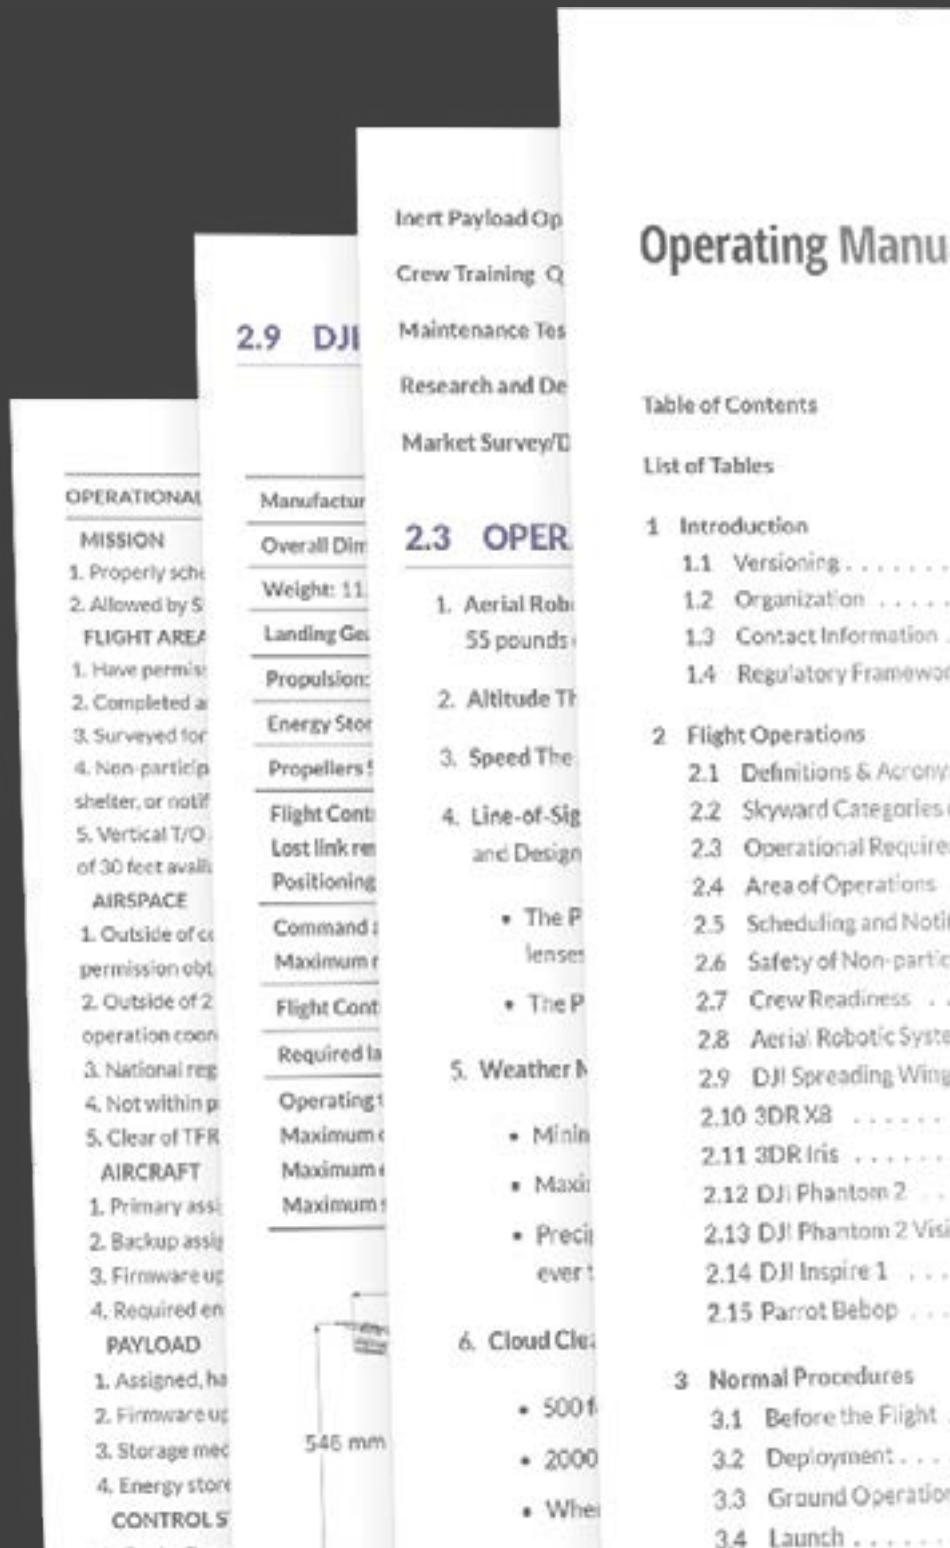 Operating Manu
Table of Contents
List of Tables
1 Introduction
1.1 Versioning . . . . . . .
1.2 Organization . . . . .
1.3 Contact Information .
1.4 Regulatory Framewor
2 Flight Operations
2.1 Definitions & Acrony
2.2 Skyward Categories
2.3 Operational Require
2.4 Area of Operations
2.5 Scheduling and Noti
2.6 Safety of Non-partic
2.7 Crew Readiness . .
2.8 Aerial Robotic Syste
2.9 DJI Spreading Wing
2.10 3DR X8 . . . . . .
2.11 3DR Iris . . . . . .
2.12 DJI Phantom 2 . .
2.13 DJI Phantom 2 Visi
2.14 DJI Inspire 1 . . .
2.15 Parrot Bebop . . .
3 Normal Procedures
3.1 Before the Flight .
3.2 Deployment . . . .
3.3 Ground Operation
3.4 Launch . . . . . .
Inert Payload Op
Crew Training Q
Maintenance Tes
Research and De
Market Survey/D
2.3 OPER
1. Aerial Rob
55 pounds
2. Altitude Th
3. Speed The
4. Line-of-Sig
and Design
• The P
lenses
• The P
5. Weather M
• Minin
• Maxi
• Preci
ever t
6. Cloud Clea
• 500 f
• 2000
• Whe
2.9 DJI
Manufactur
Overall Dim
Weight: 11.
Landing Gea
Propulsion:
Energy Stor
Propellers
Flight Cont
Lost link re
Positioning
Command
Maximum r
Flight Cont
Required la
Operating t
Maximum
Maximum
Maximum
546 mm
OPERATIONAL
MISSION
1. Properly sche
2. Allowed by S
FLIGHT AREA
1. Have permis
2. Completed a
3. Surveyed for
4. Non-particip
shelter, or notif
5. Vertical T/O
of 30 feet avail
AIRSPACE
1. Outside of co
permission obt
2. Outside of 2
operation coor
3. National reg
4. Not within p
5. Clear of TFR
AIRCRAFT
1. Primary assi
2. Backup assig
3. Firmware up
4. Required en
PAYLOAD
1. Assigned, ha
2. Firmware up
3. Storage med
4. Energy store
CONTROL S